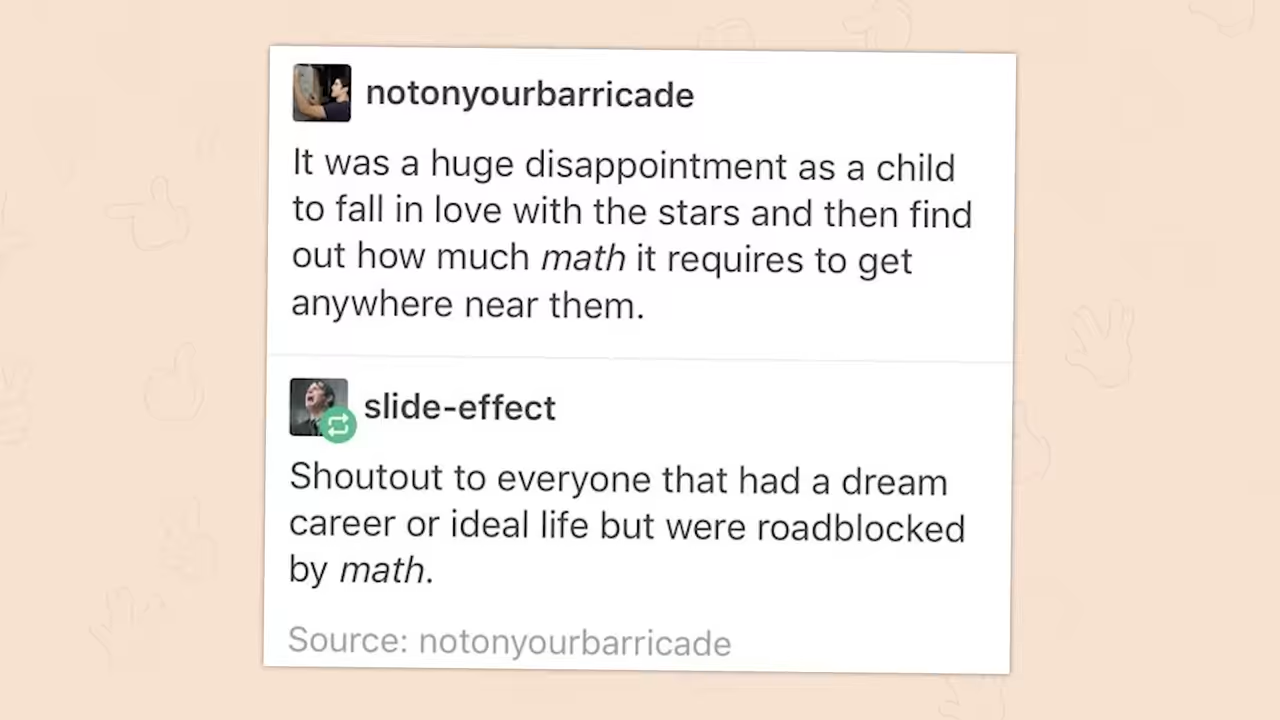 notonyourbarricade
It was a huge disappointment as a child
to fall in love with the stars and then find
out how much math it requires to get
anywhere near them.
slide-effect
Shoutout to everyone that had a dream
career or ideal life but were roadblocked
by math.
Source: notonyourbarricade